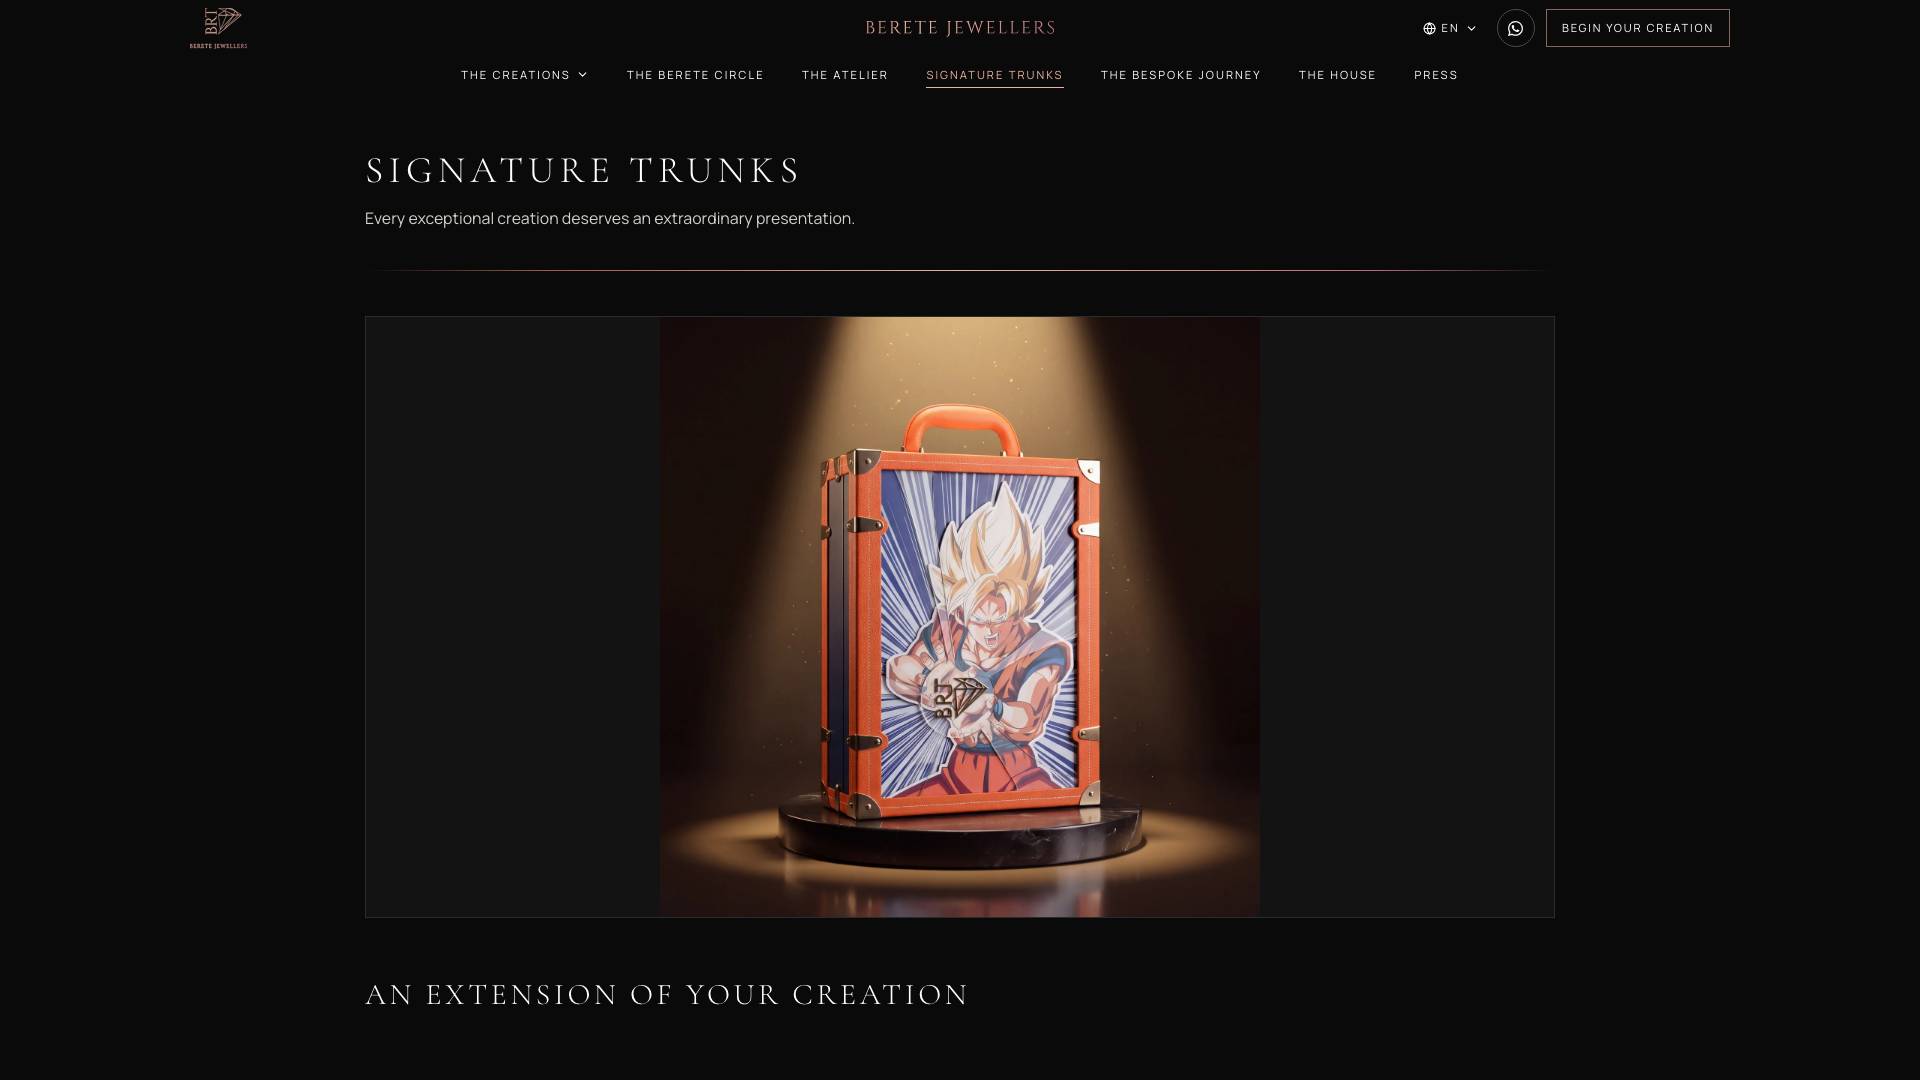 BRT
BERETE JEWELLERS
BERETE JEWELLERS
EN
BEGIN YOUR CREATION
THE CREATIONS
THE BERETE CIRCLE
THE ATELIER
SIGNATURE TRUNKS
THE BESPOKE JOURNEY
THE HOUSE
PRESS
SIGNATURE TRUNKS
Every exceptional creation deserves an extraordinary presentation.
BRJ
AN EXTENSION OF YOUR CREATION